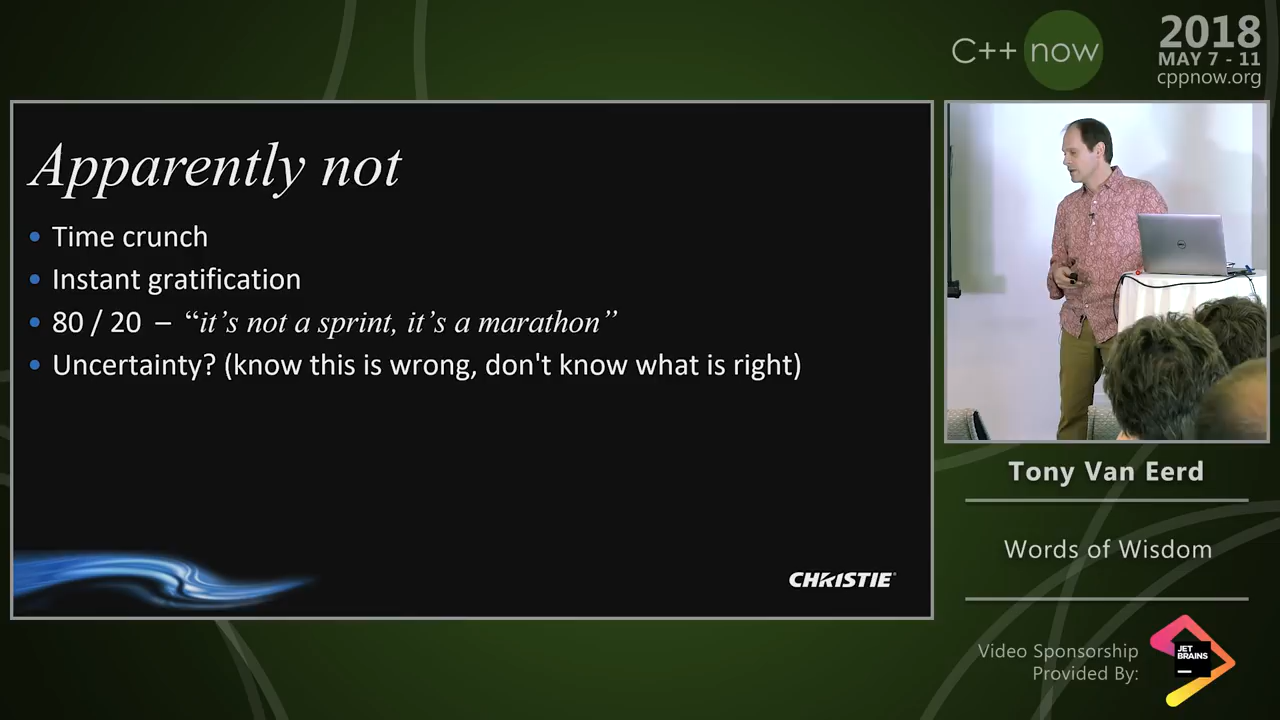 C++ now
2018
MAY 7 - 11
cppnow.org
Apparently not
• Time crunch
• Instant gratification
• 80 / 20 – “it’s not a sprint, it’s a marathon”
• Uncertainty? (know this is wrong, don't know what is right)
CHRISTIE®
Tony Van Eerd
Words of Wisdom
Video Sponsorship
Provided By:
JET
BRAINS